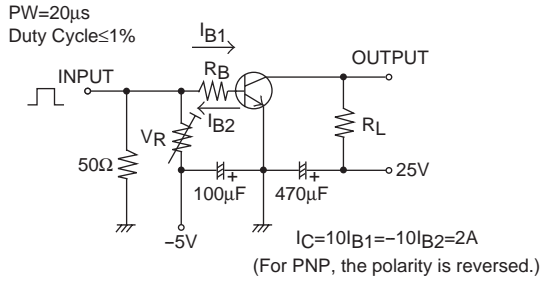 PW=20μs
Duty Cycle≤1%
IB1
OUTPUT
INPUT
RB
IB2
VR
RL
50Ω
25V
100μF
470μF
−5V
IC=10IB1=−10IB2=2A
(For PNP, the polarity is reversed.)